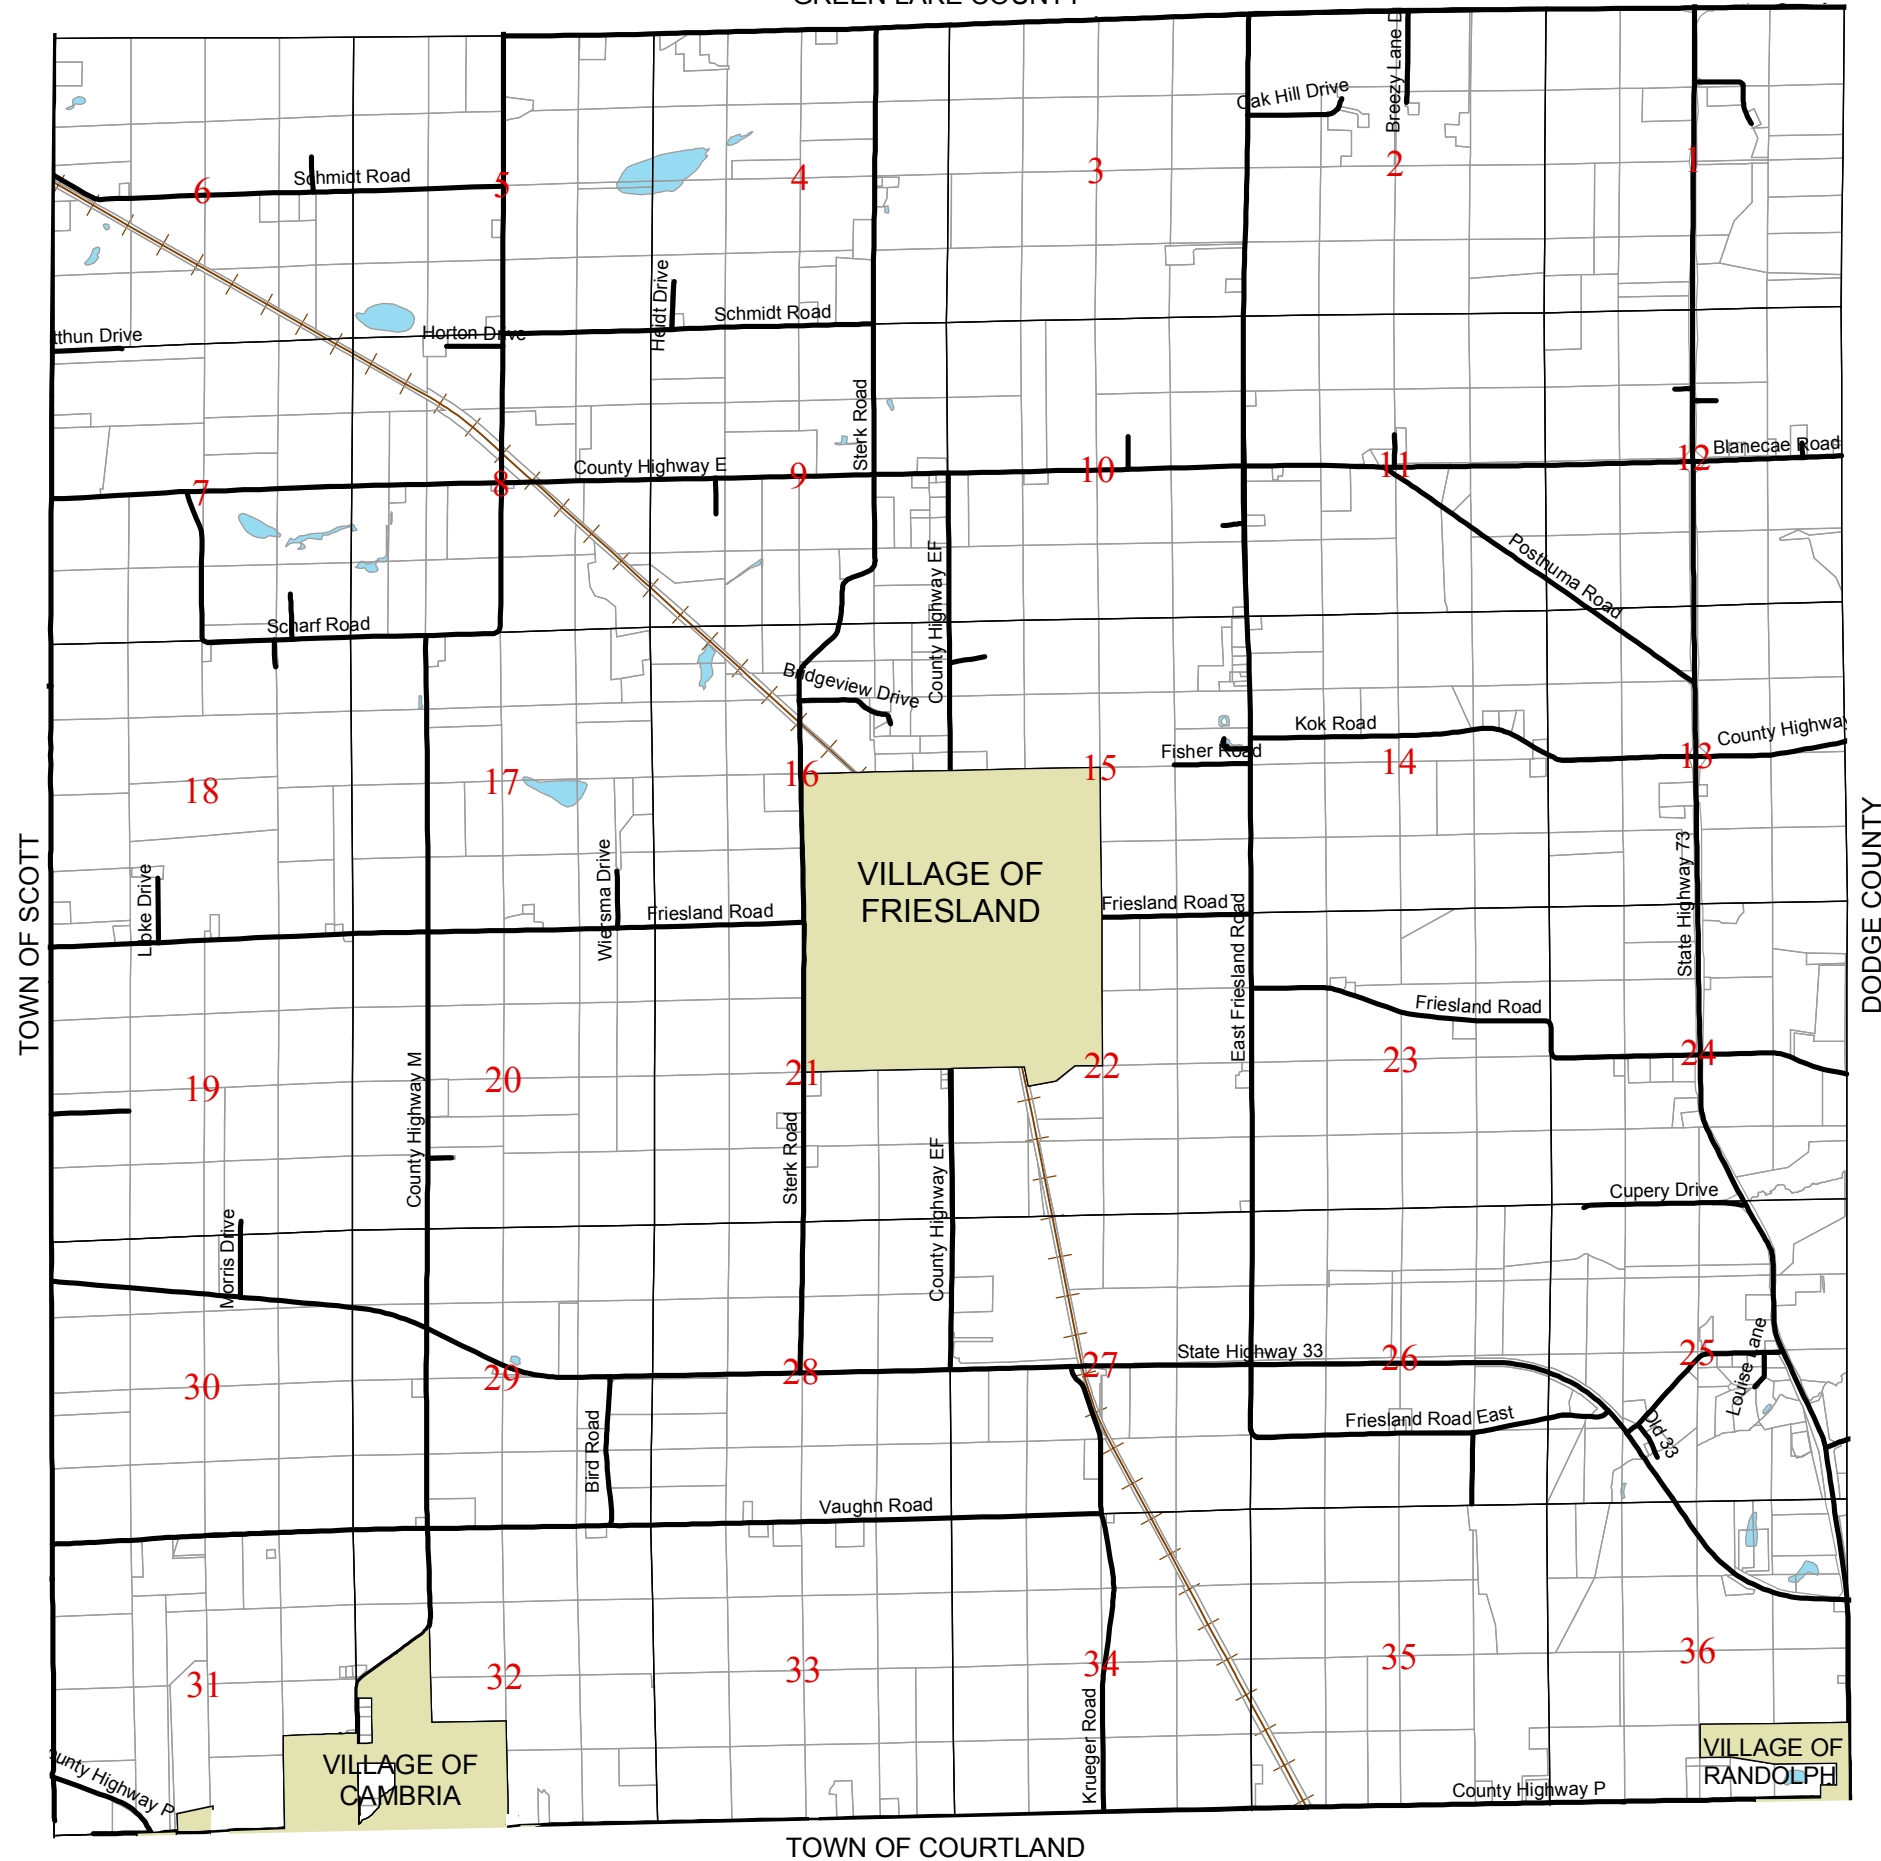 GREEN LAKE COUNTY
Breezy Lane D
Oak Hill Drive
6
Schmidt Road
5
4
3
2
1
Heidt Drive
Schmidt Road
tthun Drive
Horton Drive
Sterk Road
County Highway E
7
8
9
10
11
12
Blanecae Road
Posthuma Road
County Highway EF
Scharf Road
Bridgeview Drive
Kok Road
Fisher Road
County Highway
18
17
16
15
14
13
TOWN OF SCOTT
DODGE COUNTY
VILLAGE OF
FRIESLAND
Lloke Drive
Wiersma Drive
Friesland Road
Friesland Road
East Friesland Road
State Highway 73
Friesland Road
19
20
21
22
23
24
County Highway M
Sterk Road
County Highway EF
Cupery Drive
Morris Drive
State Highway 33
30
29
28
27
26
25
Louise Lane
Bird Road
Friesland Road East
Old 33
Vaughn Road
31
32
33
34
35
36
Krueger Road
ounty Highway P
VILLAGE OF
CAMBRIA
VILLAGE OF
RANDOLPH
County Highway P
TOWN OF COURTLAND